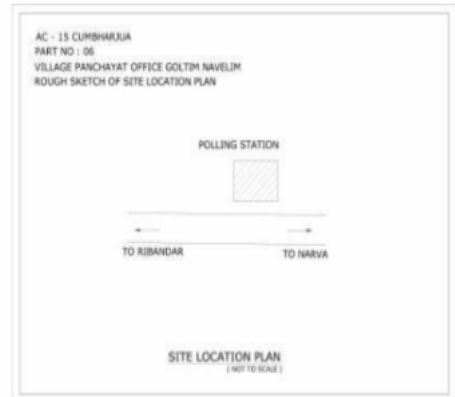 AC - 15 CUMBHARJUA
PART NO : 06
VILLAGE PANCHAYAT OFFICE GOLTIM NAVELIM
ROUGH SKETCH OF SITE LOCATION PLAN
POLLING STATION
TO RIBANDAR
TO NARVA
SITE LOCATION PLAN
( NOT TO SCALE )